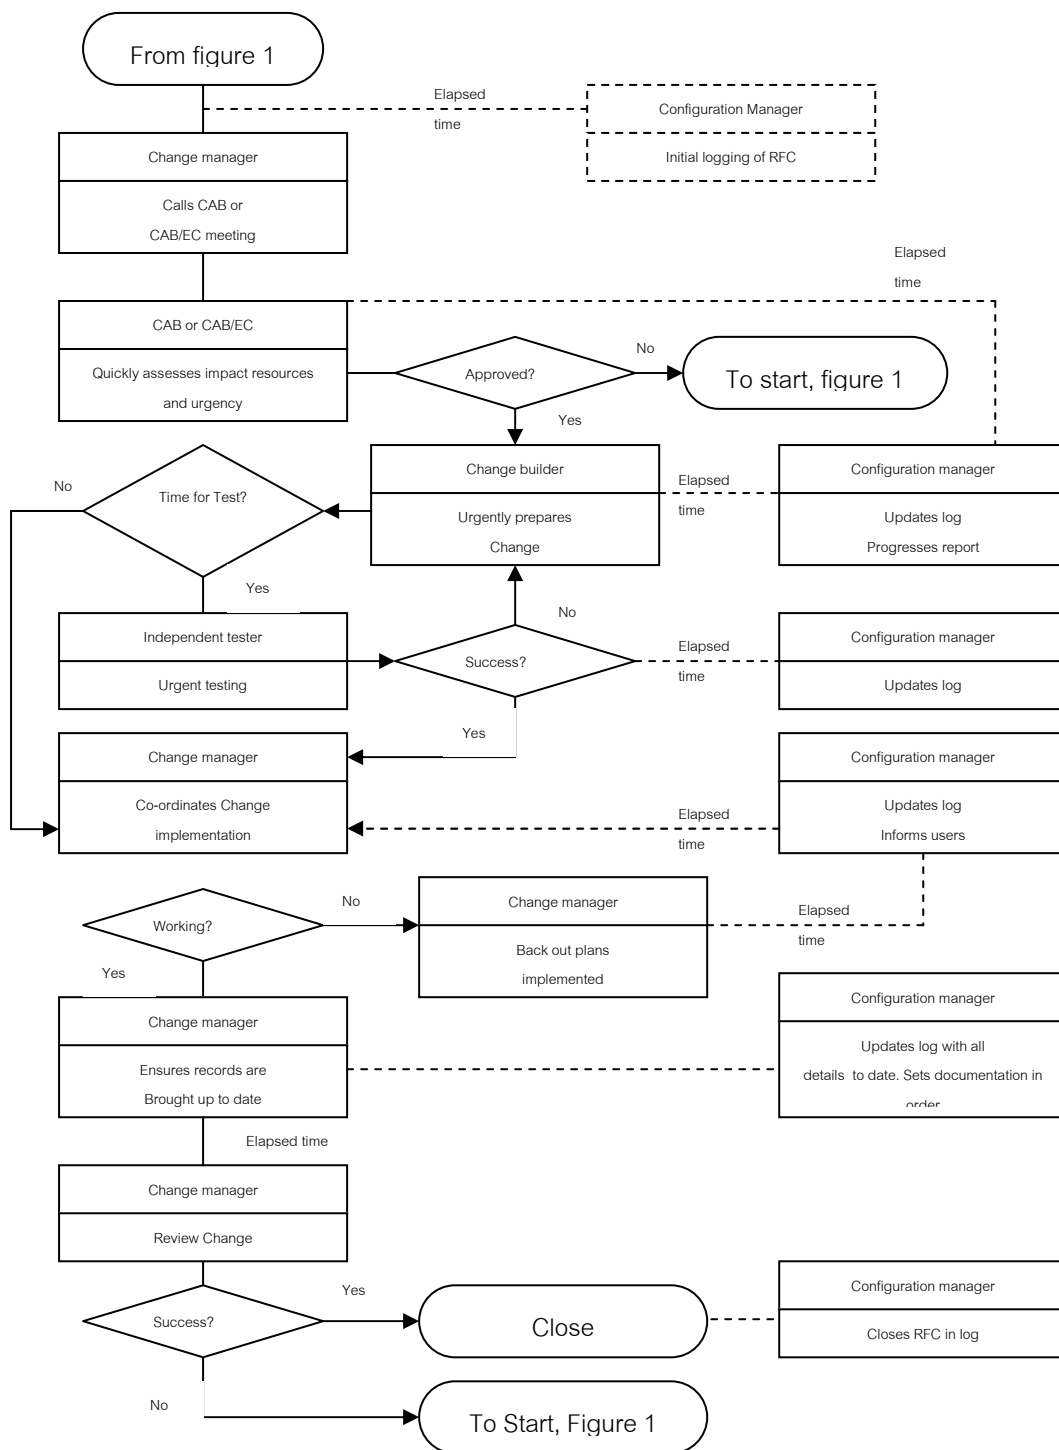 From figure 1
Elapsed
time
Configuration Manager
Initial logging of RFC
Change manager
Calls CAB or
CAB/EC meeting
Elapsed
time
CAB or CAB/EC
Quickly assesses impact resources
and urgency
Approved?
No
To start, figure 1
Yes
Change builder
Urgently prepares
Change
Elapsed
time
Configuration manager
Updates log
Progresses report
No
Time for Test?
Yes
Independent tester
Urgent testing
No
Success?
Elapsed
time
Configuration manager
Updates log
Yes
Change manager
Co-ordinates Change
implementation
Elapsed
time
Configuration manager
Updates log
Informs users
Working?
No
Change manager
Back out plans
implemented
Elapsed
time
Yes
Change manager
Ensures records are
Brought up to date
Configuration manager
Updates log with all
details  to date. Sets documentation in
order
Elapsed time
Change manager
Review Change
Success?
Yes
Close
Configuration manager
Closes RFC in log
No
To Start, Figure 1